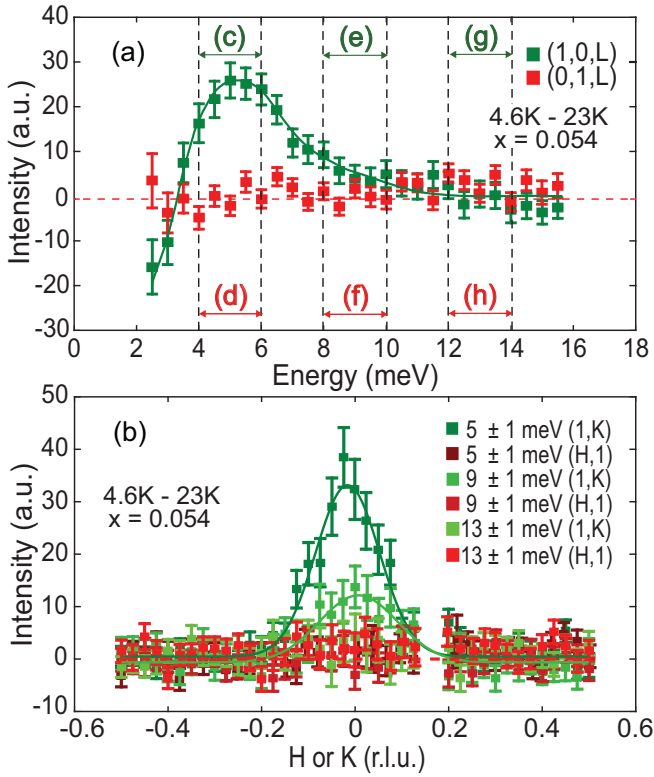 (a)
(c)
(e)
(g)
(1,0,L)
(0,1,L)
4.6K - 23K
x = 0.054
(d)
(f)
(h)
40
30
20
10
0
-10
-20
-30
Intensity (a.u.)
0 2 4 6 8 10 12 14 16 18
Energy (meV)
(b)
4.6K - 23K
x = 0.054
5 ± 1 meV (1,K)
5 ± 1 meV (H,1)
9 ± 1 meV (1,K)
9 ± 1 meV (H,1)
13 ± 1 meV (1,K)
13 ± 1 meV (H,1)
50
40
30
20
10
0
-10
Intensity (a.u.)
-0.6 -0.4 -0.2 0 0.2 0.4 0.6
H or K (r.l.u.)